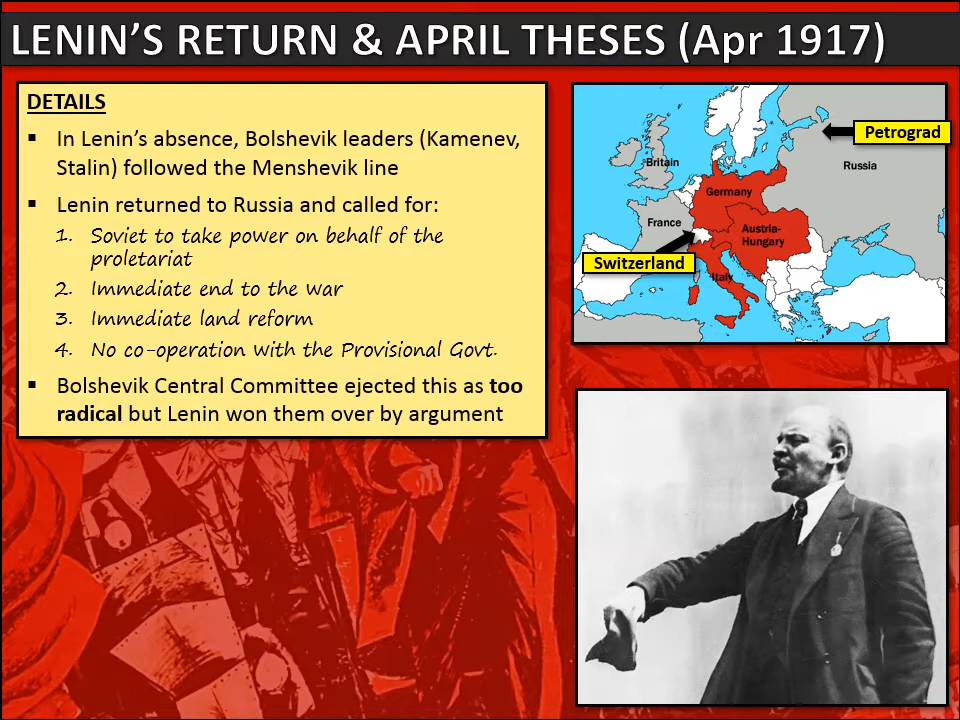 LENIN’S RETURN & APRIL THESES (Apr 1917)
DETAILS
▪ In Lenin’s absence, Bolshevik leaders (Kamenev,
Stalin) followed the Menshevik line
▪ Lenin returned to Russia and called for:
1. Soviet to take power on behalf of the
proletariat
2. Immediate end to the war
3. Immediate land reform
4. No co-operation with the Provisional Govt.
▪ Bolshevik Central Committee ejected this as too
radical but Lenin won them over by argument
Petrograd
Britain
Russia
Germany
France
Austria-
Hungary
Switzerland
Italy